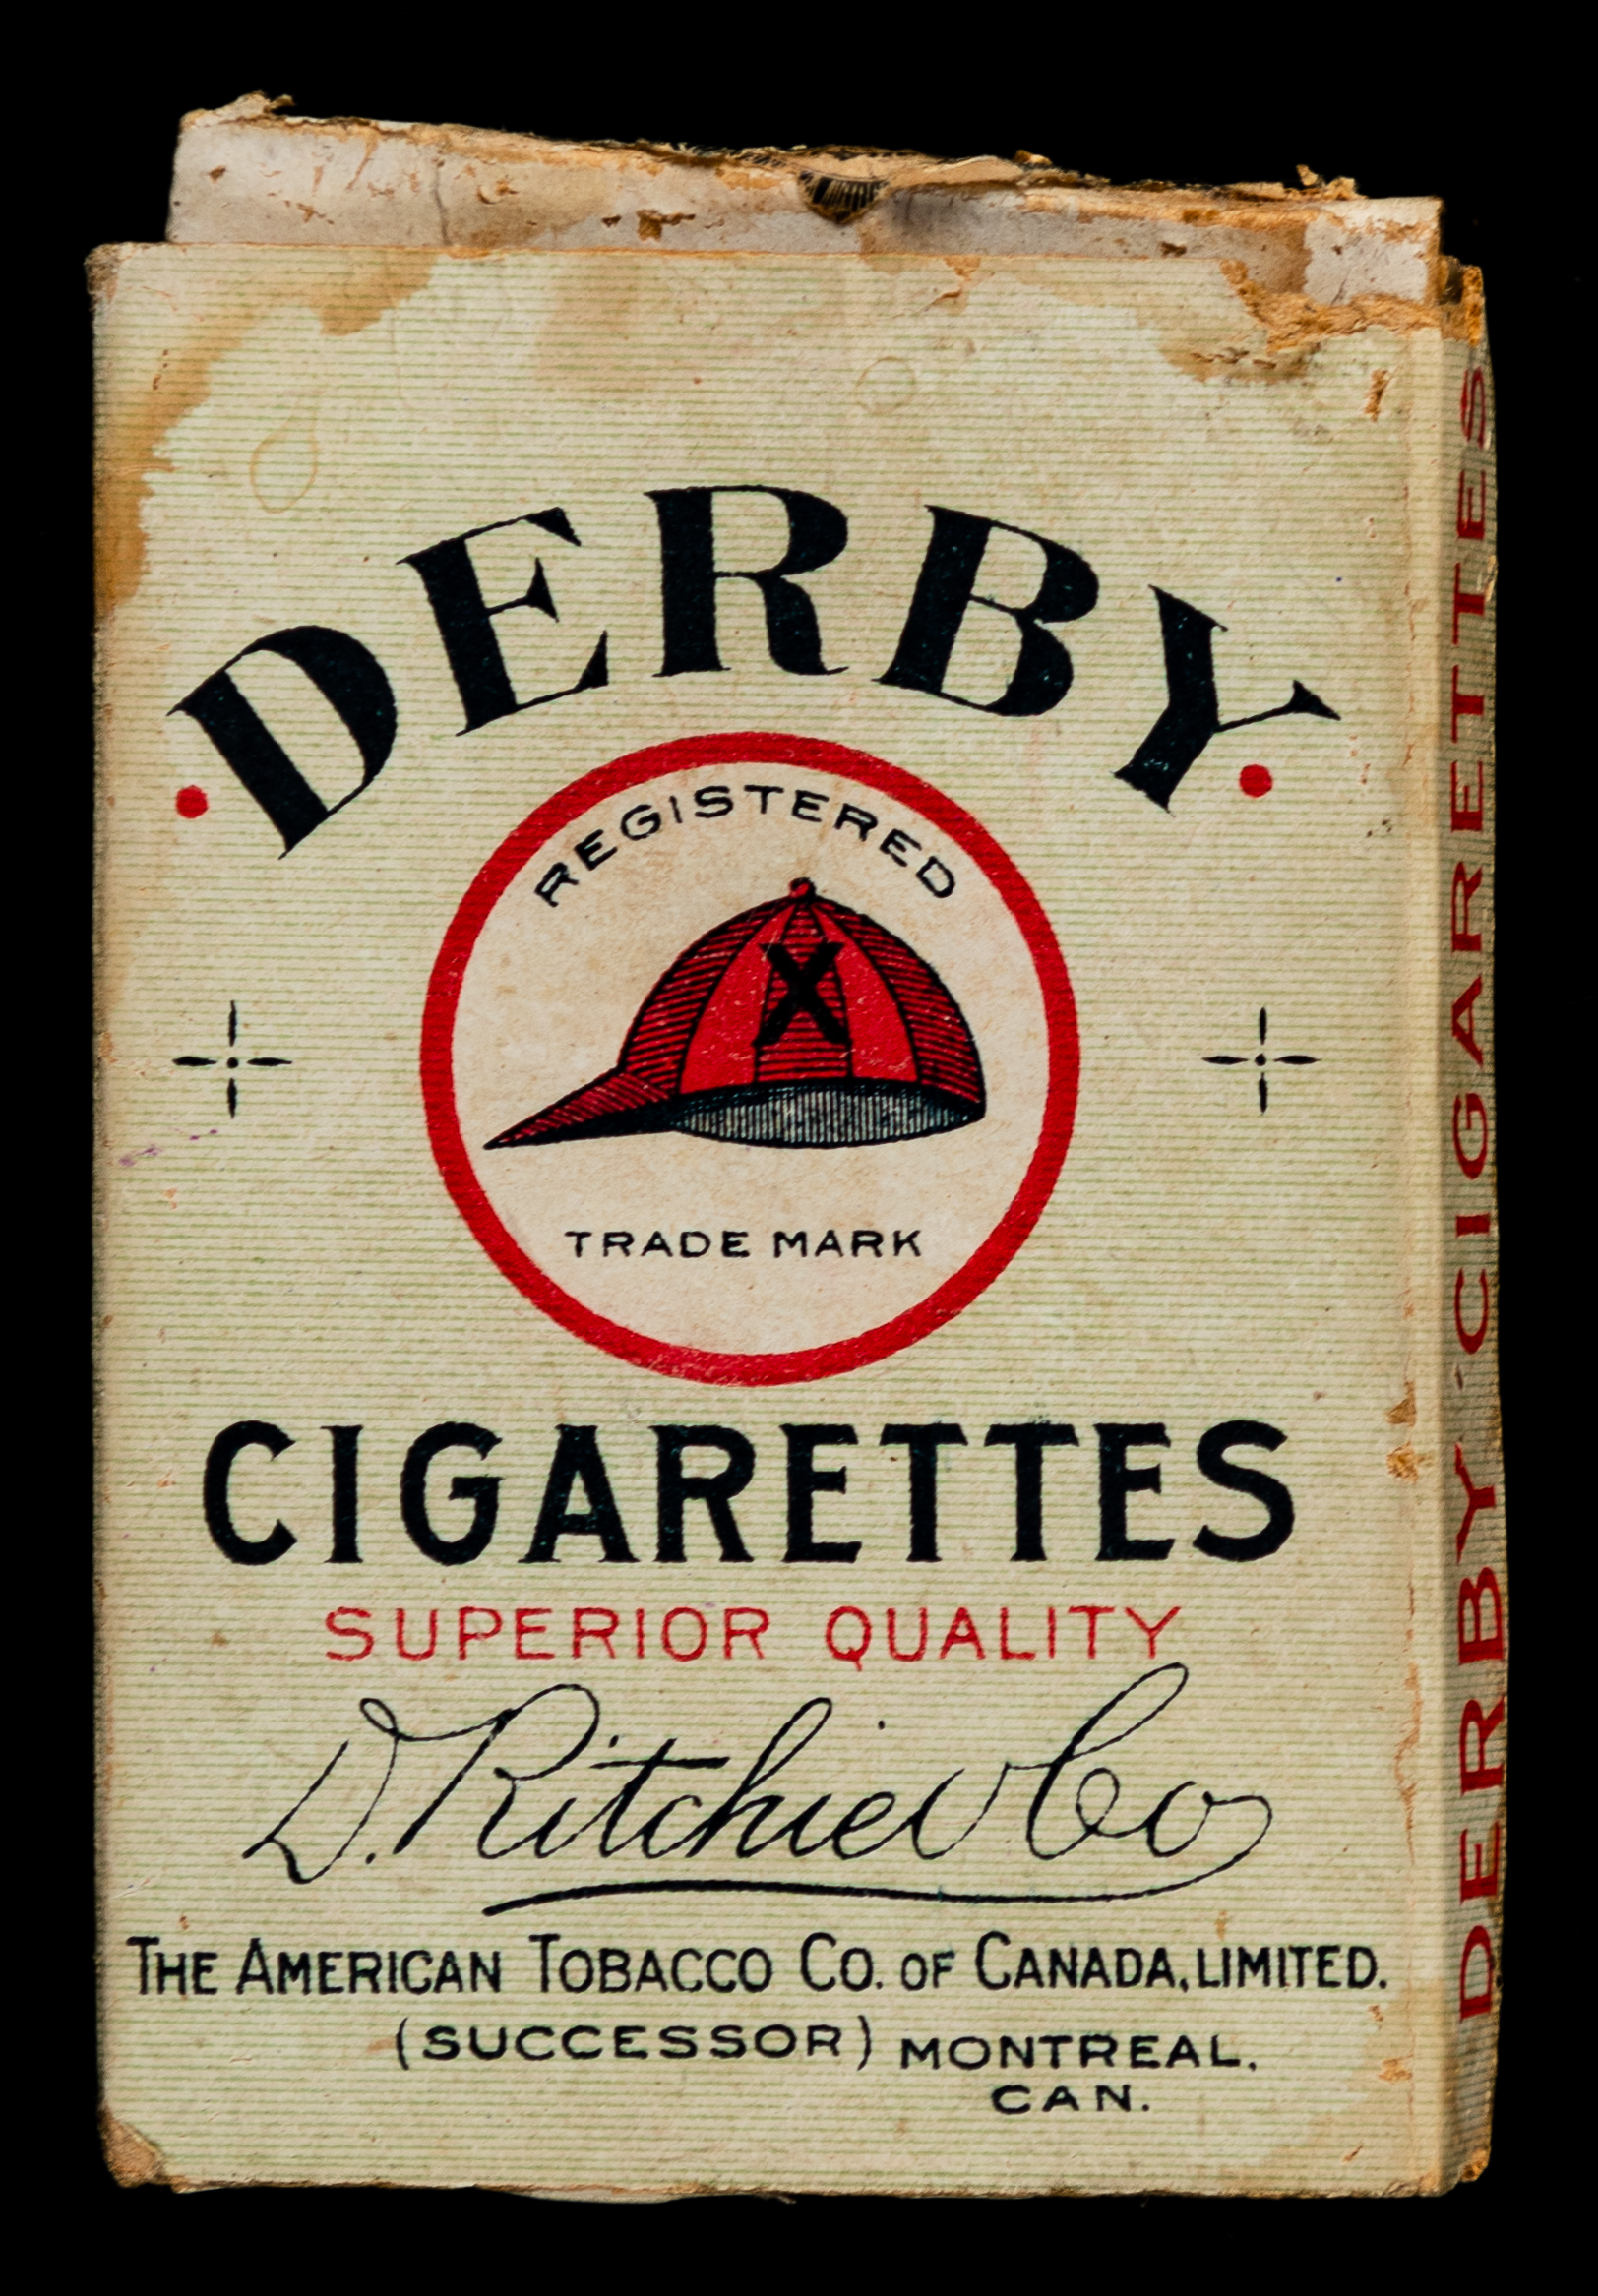 DERBY
REGISTERED
X
TRADE MARK
CIGARETTES
SUPERIOR QUALITY
D. Ritchie & Co
THE AMERICAN TOBACCO CO. OF CANADA, LIMITED.
(SUCCESSOR) MONTREAL.
CAN.
DERBY CIGARETTES